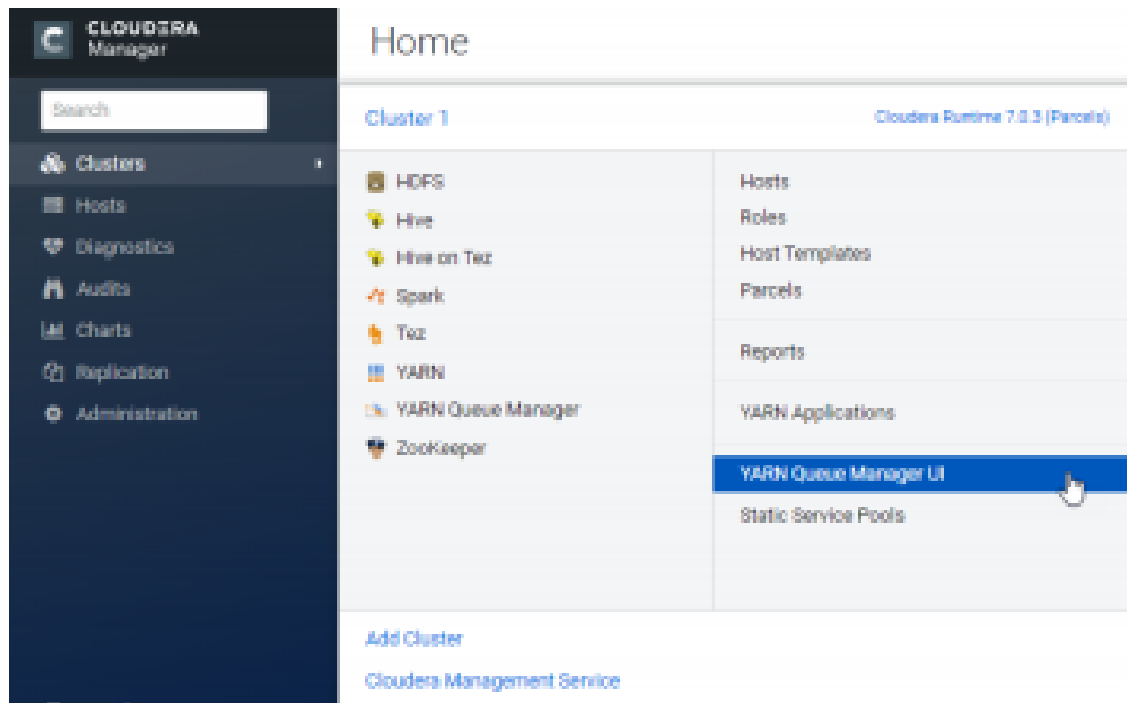 CLOUDERA
Manager
Search
Clusters
Hosts
Diagnostics
Audits
Charts
Replication
Administration
Home
Cluster 1
Cloudera Runtime 7.0.3 (Parcels)
HDFS
Hive
Hive on Tez
Spark
Tez
YARN
YARN Queue Manager
ZooKeeper
Hosts
Roles
Host Templates
Parcels
Reports
YARN Applications
YARN Queue Manager UI
Static Service Pools
Add Cluster
Cloudera Management Service